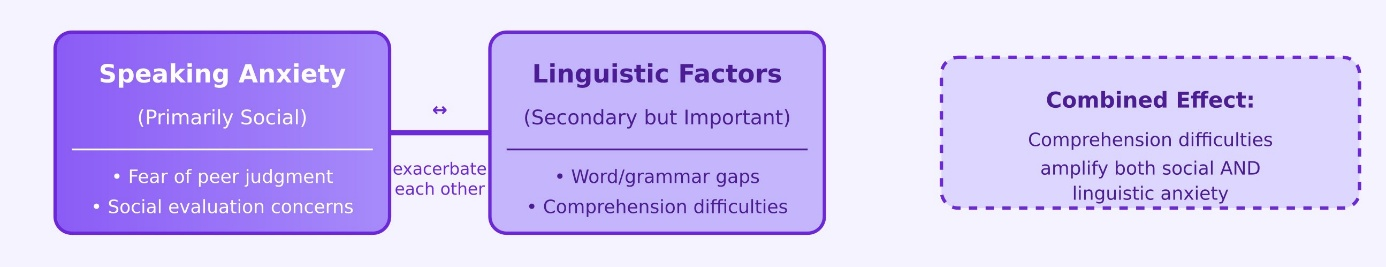 Speaking Anxiety
(Primarily Social)
• Fear of peer judgment
• Social evaluation concerns
↔
exacerbate
each other
Linguistic Factors
(Secondary but Important)
• Word/grammar gaps
• Comprehension difficulties
Combined Effect:
Comprehension difficulties
amplify both social AND
linguistic anxiety